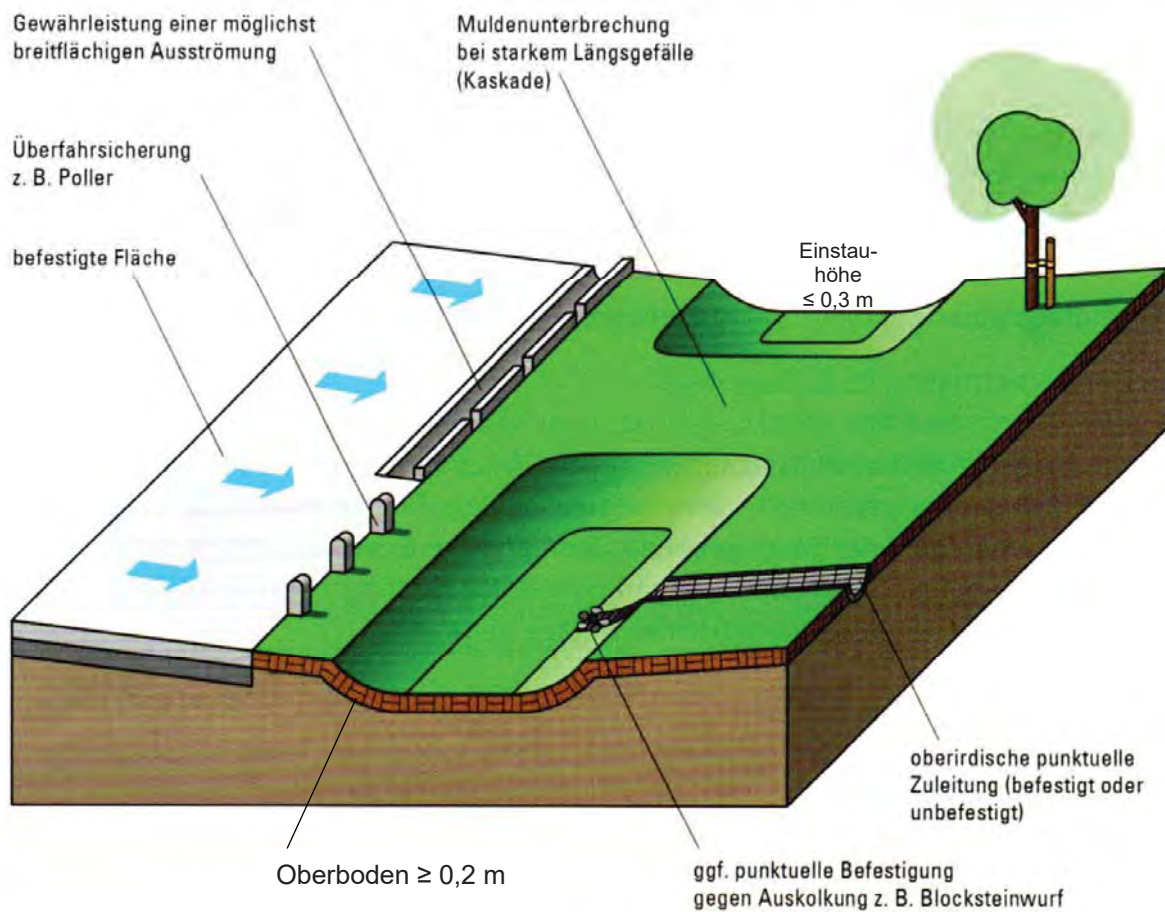 Gewährleistung einer möglichst
breitflächigen Ausströmung
Muldenunterbrechung
bei starkem Längsgefälle
(Kaskade)
Überfahrsicherung
z. B. Poller
befestigte Fläche
Einstau-
höhe
≤ 0,3 m
oberirdische punktuelle
Zuleitung (befestigt oder
unbefestigt)
Oberboden ≥ 0,2 m
ggf. punktuelle Befestigung
gegen Auskolkung z. B. Blocksteinwurf